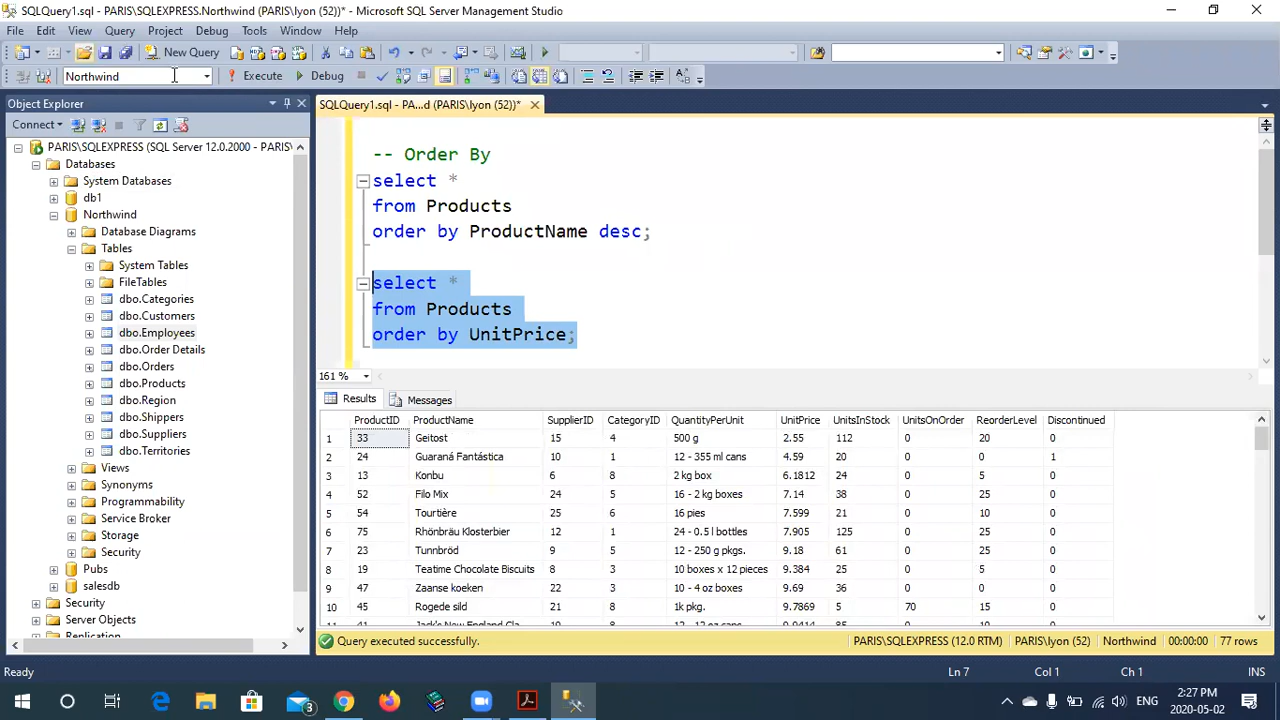 SQLQuery1.sql - PARIS\SQLEXPRESS.Northwind (PARIS\lyon (52))* - Microsoft SQL Server Management Studio
File Edit View Query Project Debug Tools Window Help
New Query
Northwind Execute Debug
Object Explorer
Connect
PARIS\SQLEXPRESS (SQL Server 12.0.2000 - PARIS\
Databases
System Databases
db1
Northwind
Database Diagrams
Tables
System Tables
FileTables
dbo.Categories
dbo.Customers
dbo.Employees
dbo.Order Details
dbo.Orders
dbo.Products
dbo.Region
dbo.Shippers
dbo.Suppliers
dbo.Territories
Views
Synonyms
Programmability
Service Broker
Storage
Security
Pubs
salesdb
Security
Server Objects
Replication
SQLQuery1.sql - PA...d (PARIS\lyon (52))*
-- Order By
select *
from Products
order by ProductName desc;
select *
from Products
order by UnitPrice;
161 %
Results Messages
ProductID ProductName SupplierID CategoryID QuantityPerUnit UnitPrice UnitsInStock UnitsOnOrder ReorderLevel Discontinued
1 33 Geitost 15 4 500 g 2.55 112 0 20 0
2 24 Guaraná Fantástica 10 1 12 - 355 ml cans 4.59 20 0 0 1
3 13 Konbu 6 8 2 kg box 6.1812 24 0 5 0
4 52 Filo Mix 24 5 16 - 2 kg boxes 7.14 38 0 25 0
5 54 Tourtière 25 6 16 pies 7.599 21 0 10 0
6 75 Rhönbräu Klosterbier 12 1 24 - 0.5 l bottles 7.905 125 0 25 0
7 23 Tunnbröd 9 5 12 - 250 g pkgs. 9.18 61 0 25 0
8 19 Teatime Chocolate Biscuits 8 3 10 boxes x 12 pieces 9.384 25 0 5 0
9 47 Zaanse koeken 22 3 10 - 4 oz boxes 9.69 36 0 0 0
10 45 Rogede sild 21 8 1k pkg. 9.7869 5 70 15 0
Query executed successfully. PARIS\SQLEXPRESS (12.0 RTM) PARIS\lyon (52) Northwind 00:00:00 77 rows
Ready Ln 7 Col 1 Ch 1 INS
3 ENG 2:27 PM
2020-05-02